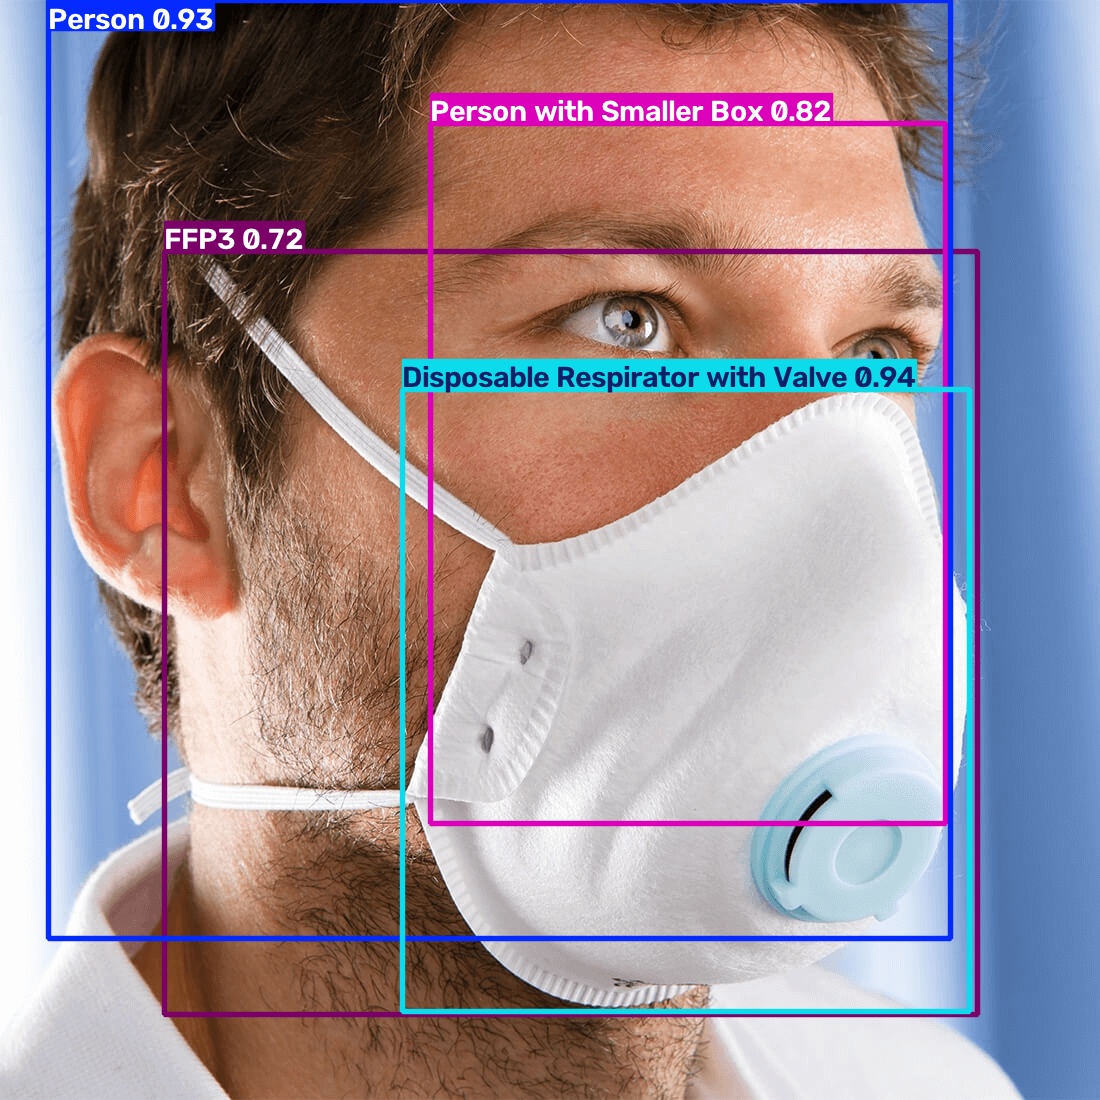 Person 0.93
Person with Smaller Box 0.82
FFP3 0.72
Disposable Respirator with Valve 0.94